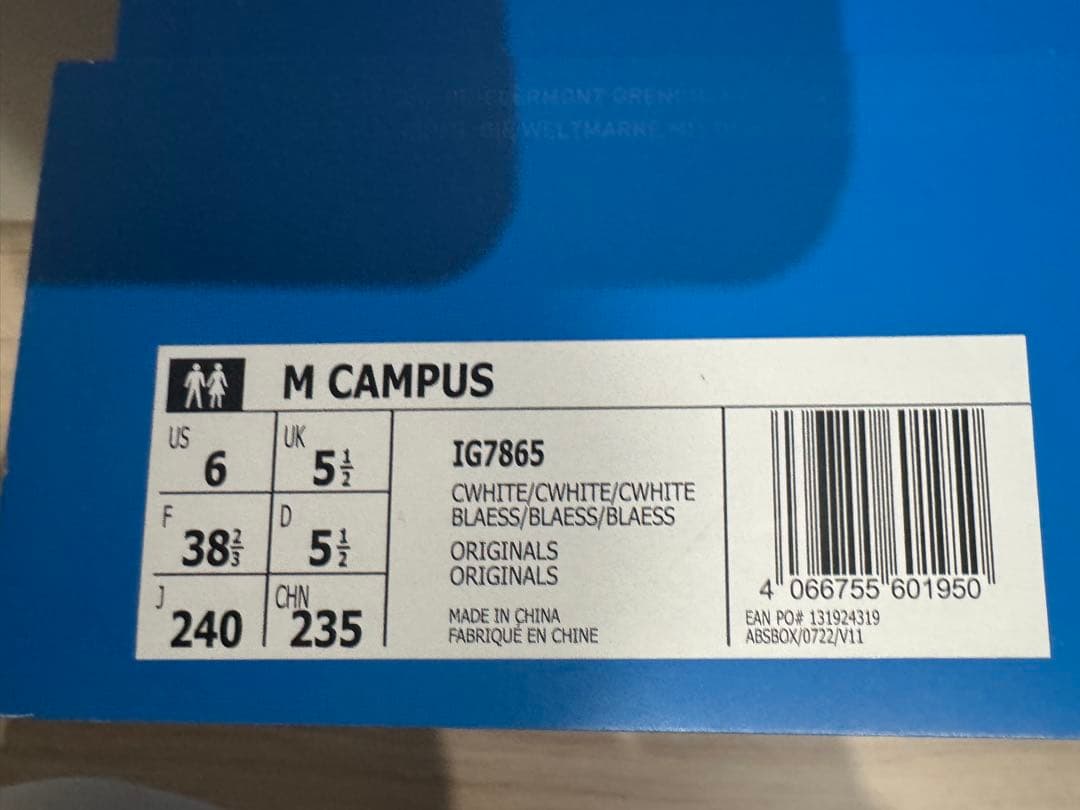 M CAMPUS
US 6
UK 5½
F 38⅔
D 5½
J 240
CHN 235
IG7865
CWHITE/CWHITE/CWHITE
BLAESS/BLAESS/BLAESS
ORIGINALS
ORIGINALS
MADE IN CHINA
FABRIQUÉ EN CHINE
4 066755 601950
EAN PO# 131924319
ABSBOX/0722/V11